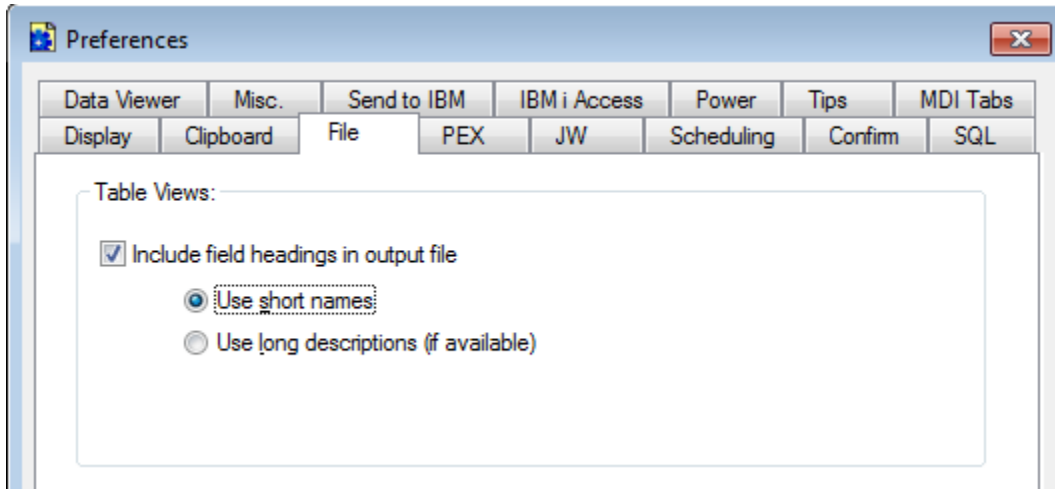 Preferences
Data Viewer Misc. Send to IBM IBM i Access Power Tips MDI Tabs
Display Clipboard File PEX JW Scheduling Confirm SQL
Table Views:
Include field headings in output file
Use short names
Use long descriptions (if available)